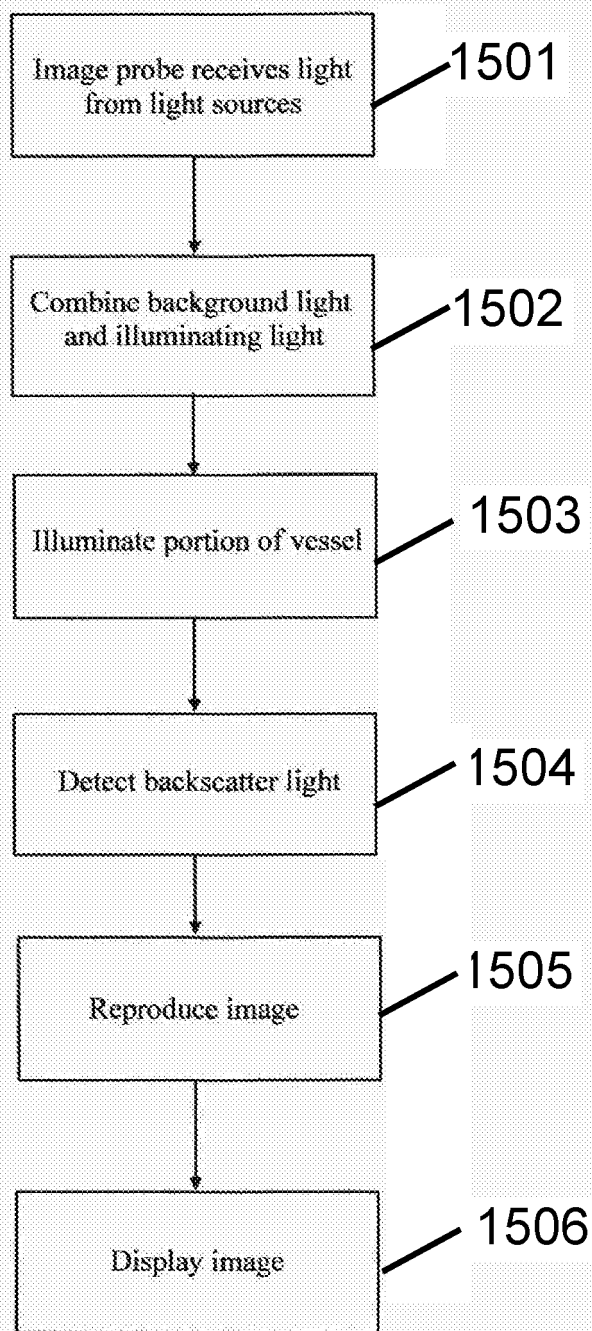 Image probe receives light
from light sources
1501
Combine background light
and illuminating light
1502
Illuminate portion of vessel
1503
Detect backscatter light
1504
Reproduce image
1505
Display image
1506